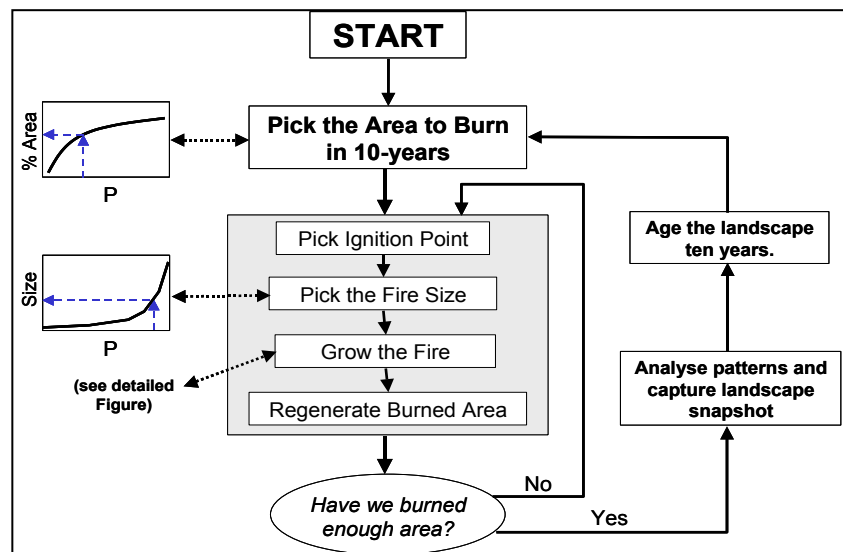 START
% Area
P
Pick the Area to Burn
in 10-years
Pick Ignition Point
Age the landscape
ten years.
Size
P
Pick the Fire Size
Grow the Fire
(see detailed
Figure)
Analyse patterns and
capture landscape
snapshot
Regenerate Burned Area
No
Have we burned
enough area?
Yes